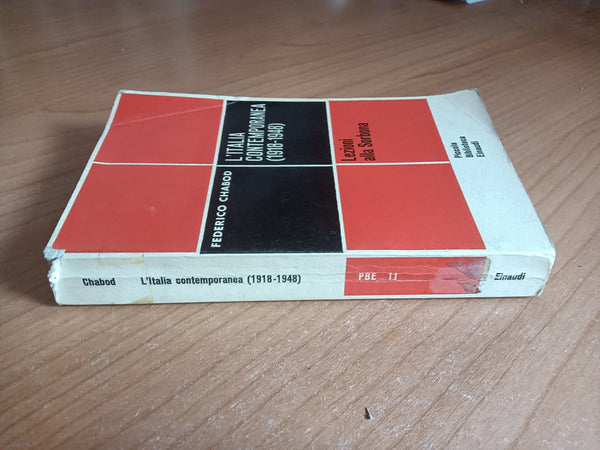 FEDERICO CHABOD
L'ITALIA
CONTEMPORANEA
(1918-1948)
Lezioni
alla Sorbona
Piccola
Biblioteca
Einaudi
Chabod L'Italia contemporanea (1918-1948) PBE 11 Einaudi